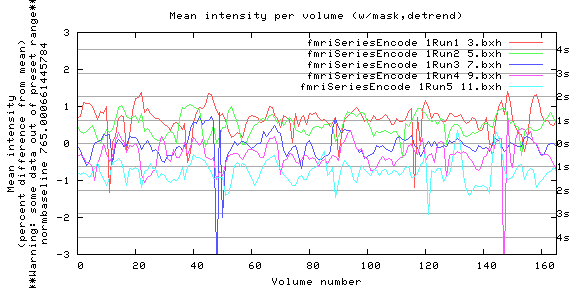 Mean intensity per volume (w/mask,detrend)
fmriSeriesEncode 1Run1 3.bxh
fmriSeriesEncode 1Run2 5.bxh
fmriSeriesEncode 1Run3 7.bxh
fmriSeriesEncode 1Run4 9.bxh
fmriSeriesEncode 1Run5 11.bxh
Mean intensity
(percent difference from mean)
**Warning: some data out of preset range**
normbaseline 765.000661445784
3
2
1
0
-1
-2
-3
4s
3s
2s
1s
0s
1s
2s
3s
4s
0 20 40 60 80 100 120 140 160
Volume number